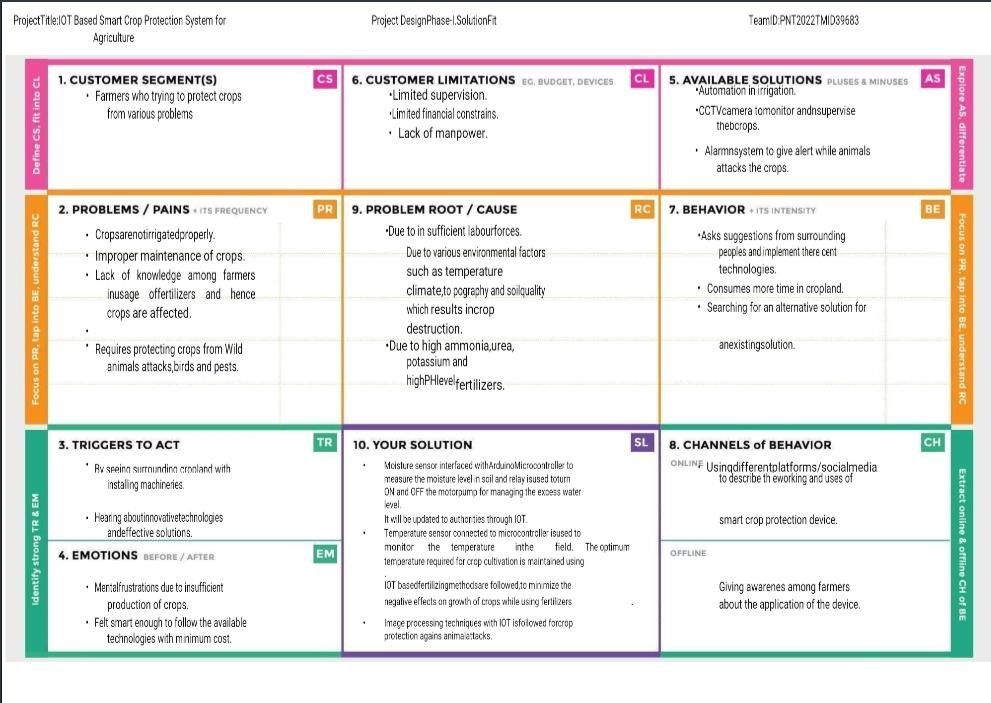 ProjectTitle:IOT Based Smart Crop Protection System for
Agriculture
Project DesignPhase-I.SolutionFit
TeamID:PNT2022TMID39683
Define CS, fit into CL
1. CUSTOMER SEGMENT(S)
CS
• Farmers who trying to protect crops
from various problems
6. CUSTOMER LIMITATIONS EG. BUDGET, DEVICES
CL
•Limited supervision.
•Limited financial constrains.
• Lack of manpower.
5. AVAILABLE SOLUTIONS PLUSES & MINUSES
AS
•Automation in irrigation.
•CCTVcamera tomonitor andnsupervise
thebcrops.
• Alarmnsystem to give alert while animals
attacks the crops.
Explore AS, differentiate
Focus on PR, tap into BE, understand RC
2. PROBLEMS / PAINS + ITS FREQUENCY
PR
• Cropsarenotirrigatedproperly.
• Improper maintenance of crops.
• Lack of knowledge among farmers
inusage offertilizers and hence
crops are affected.
•
• Requires protecting crops from Wild
animals attacks,birds and pests.
9. PROBLEM ROOT / CAUSE
RC
•Due to in sufficient labourforces.
Due to various environmental factors
such as temperature
climate,to pography and soilquality
which results incrop
destruction.
•Due to high ammonia,urea,
potassium and
highPHlevelfertilizers.
7. BEHAVIOR + ITS INTENSITY
BE
•Asks suggestions from surrounding
peoples and implement there cent
technologies.
• Consumes more time in cropland.
• Searching for an alternative solution for
anexistingsolution.
Focus on PR, tap into BE, understand RC
Identify strong TR & EM
3. TRIGGERS TO ACT
TR
• By seeing surrounding cropland with
installing machineries.
• Hearing aboutinnovativetechnologies
andeffective solutions.
4. EMOTIONS BEFORE / AFTER
EM
• Mentalfrustrations due to insufficient
production of crops.
• Felt smart enough to follow the available
technologies with minimum cost.
10. YOUR SOLUTION
SL
• Moisture sensor interfaced withArduinoMicrocontroller to
measure the moisture level in soil and relay isused toturn
ON and OFF the motorpump for managing the excess water
level.
It will be updated to authorities through IOT.
• Temperature sensor connected to microcontroller isused to
monitor the temperature inthe field. The optimum
temperature required for crop cultivation is maintained using
.
IOT basedfertilizingmethodsare followed,to minimize the
negative effects on growth of crops while using fertilizers .
• Image processing techniques with IOT isfollowed forcrop
protection agains animalattacks.
8. CHANNELS of BEHAVIOR
CH
ONLINE
• Usingdifferentplatforms/socialmedia
to describe th eworking and uses of
smart crop protection device.
OFFLINE
Giving awarenes among farmers
about the application of the device.
Extract online & offline CH of BE